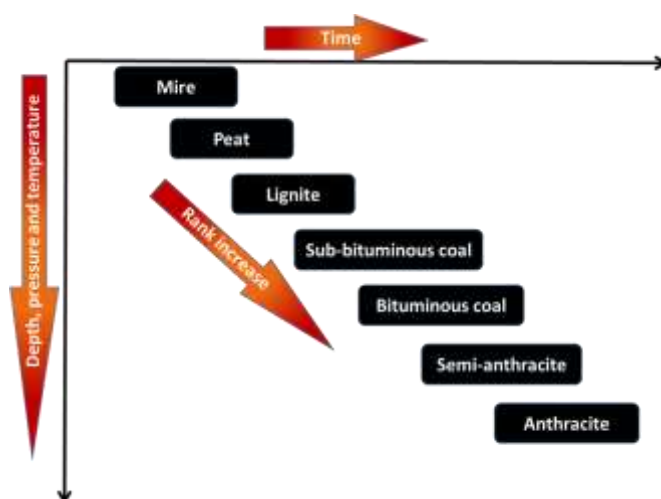 Time
Mire
Peat
Lignite
Depth, pressure and temperature
Rank increase
Sub-bituminous coal
Bituminous coal
Semi-anthracite
Anthracite